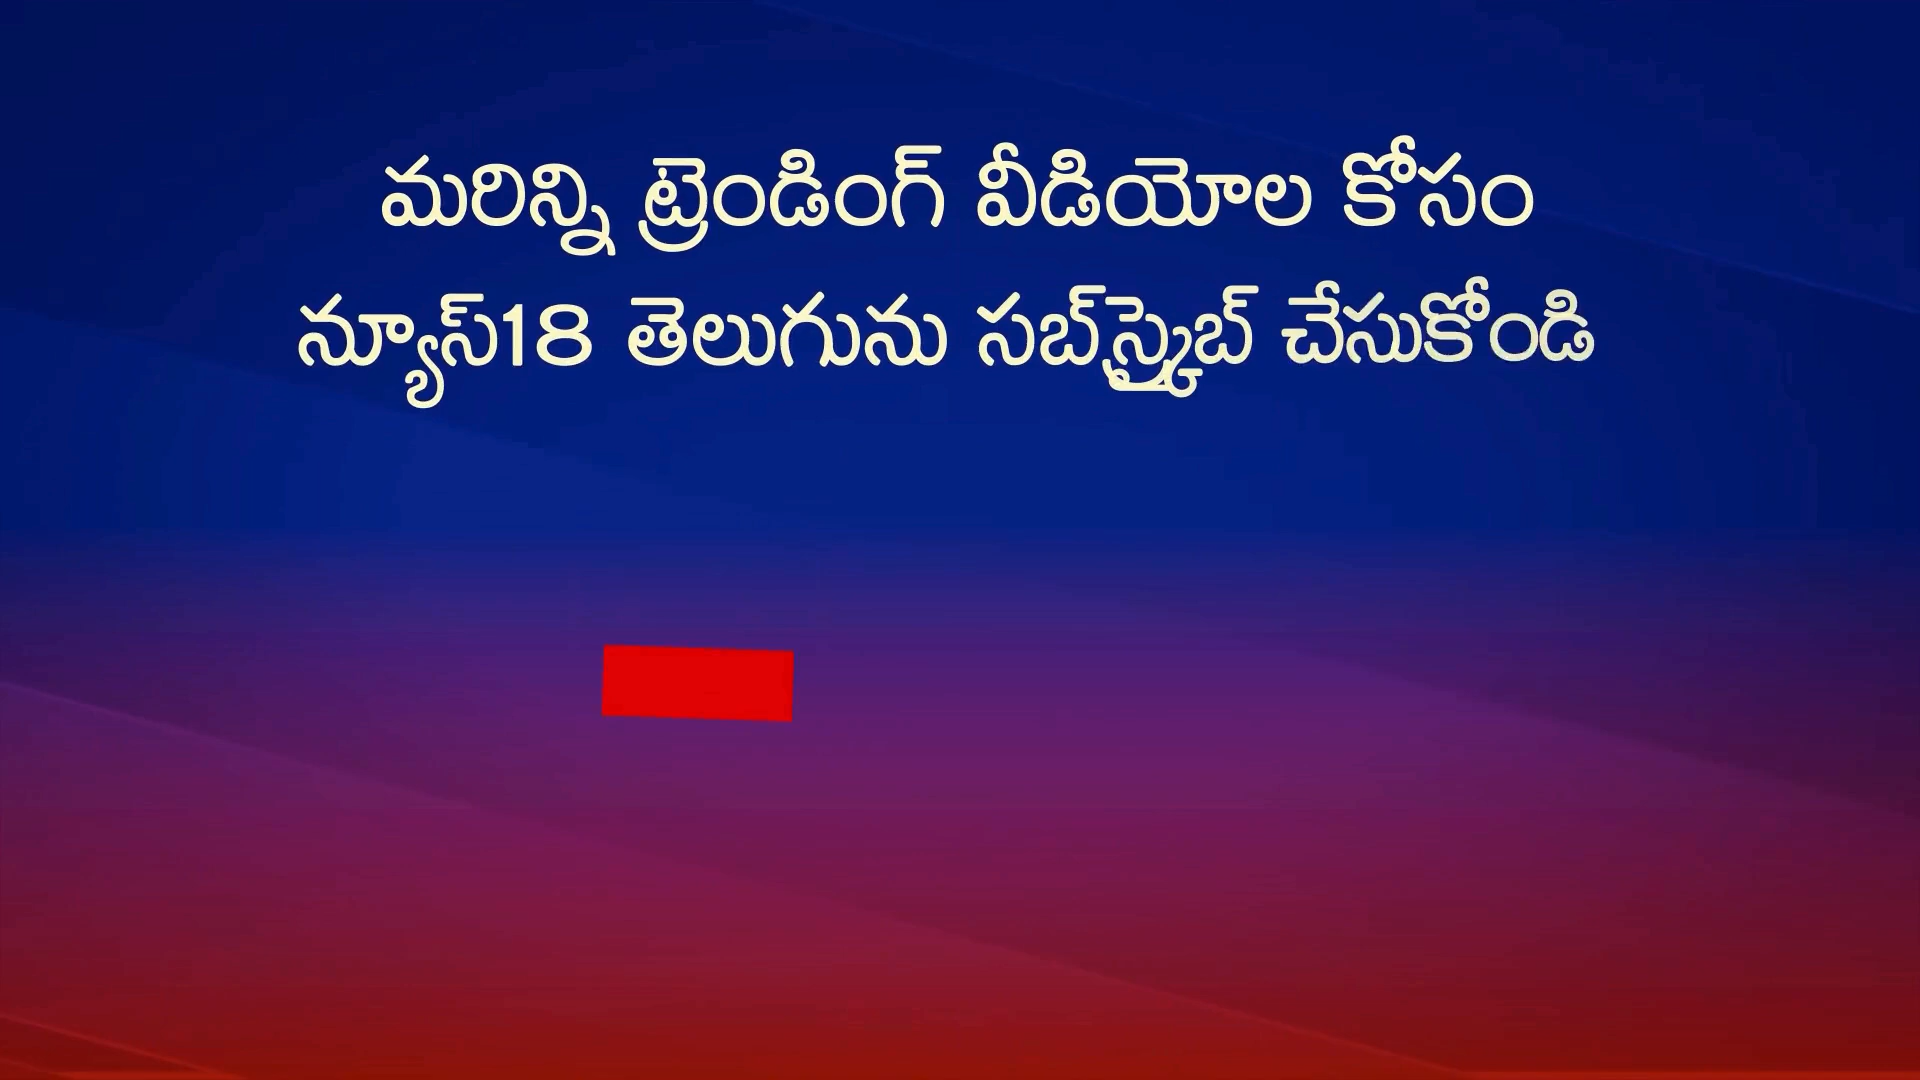 మరిన్ని ట్రెండింగ్ వీడియోల కోసం
న్యూస్18 తెలుగును సబ్‌స్క్రైబ్ చేసుకోండి